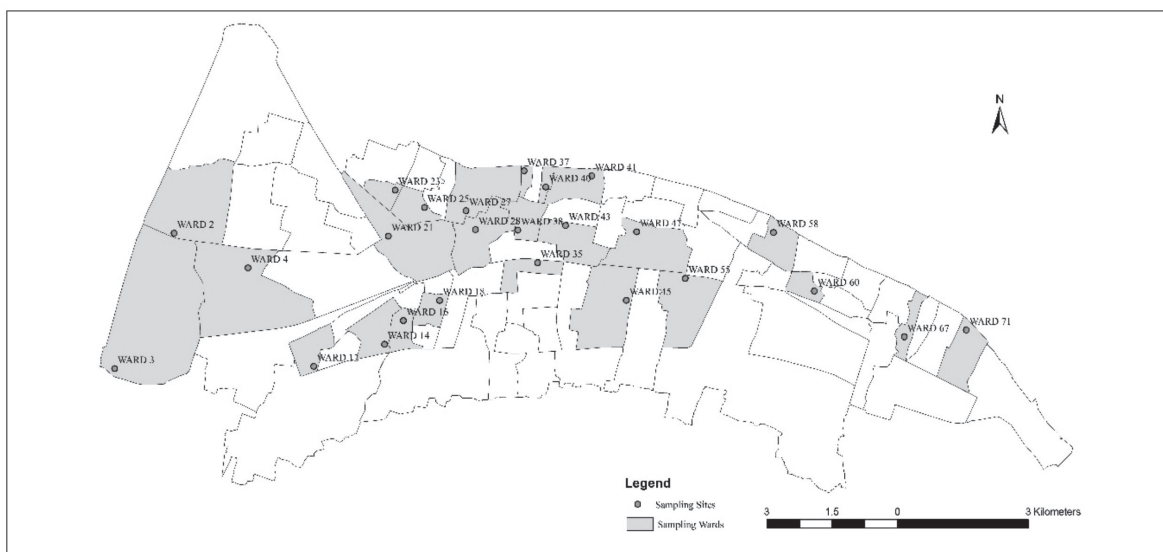 N
WARD 37
WARD 41
WARD 23
WARD 40
WARD 25
WARD 27
WARD 2
WARD 21
WARD 28
WARD 38
WARD 43
WARD 47
WARD 58
WARD 4
WARD 35
WARD 55
WARD 60
WARD 18
WARD 45
WARD 16
WARD 67
WARD 71
WARD 14
WARD 3
Legend
Sampling Sites
Sampling Wards
3
1.5
0
3 Kilometers